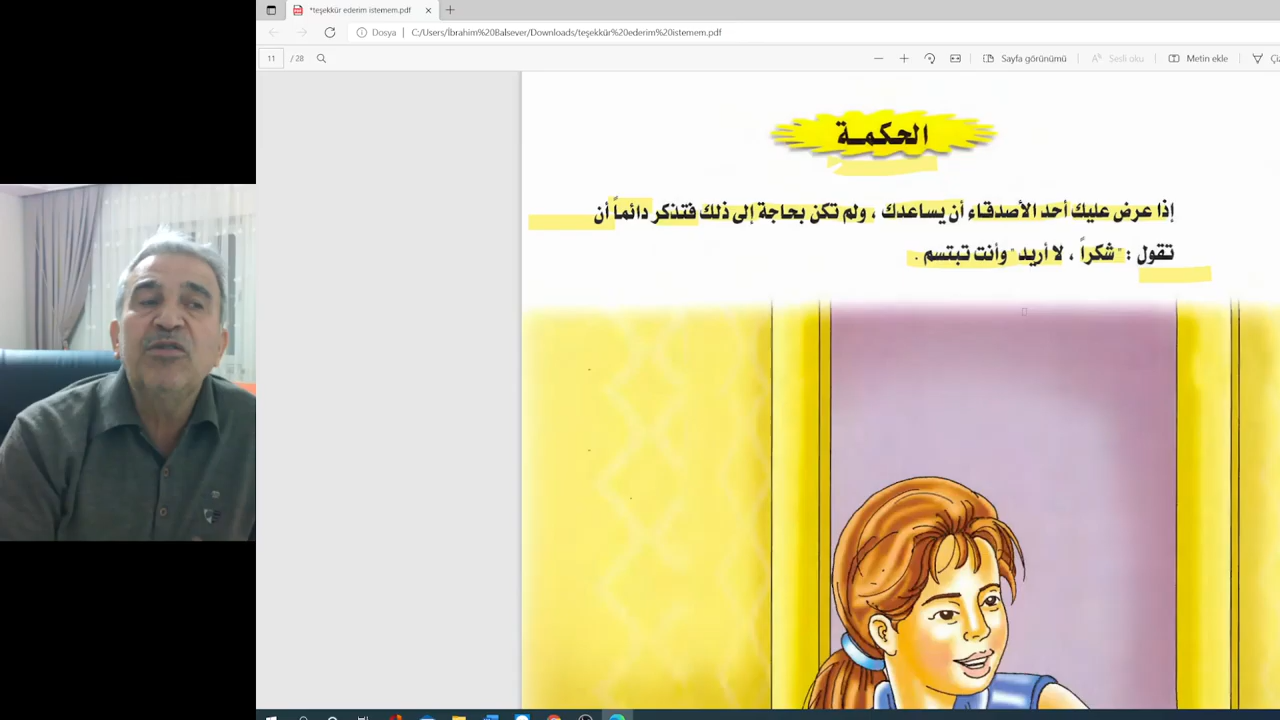 *teşekkür ederim istemem.pdf
Dosya
C:/Users/İbrahim%20Balsever/Downloads/teşekkür%20ederim%20istemem.pdf
11 / 28
Sayfa görünümü
Sesli oku
Metin ekle
Çiz
الحكمـة
إذا عرض عليك أحد الأصدقاء أن يساعدك ، ولم تكن بحاجة إلى ذلك فتذكر دائماً أن
تقول : "شكراً ، لا أريد" وأنت تبتسم .